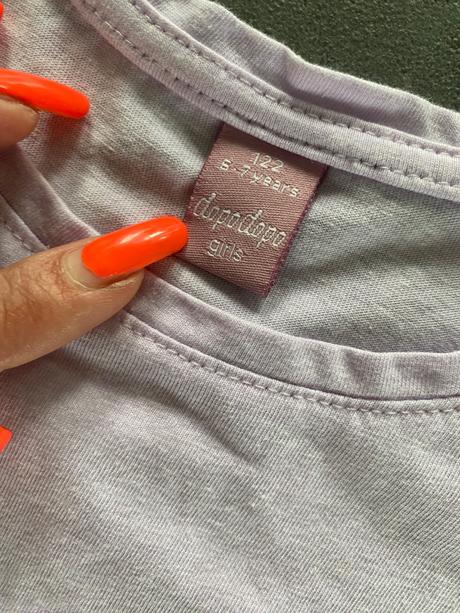 122
6-7 years
dopodopo
girls